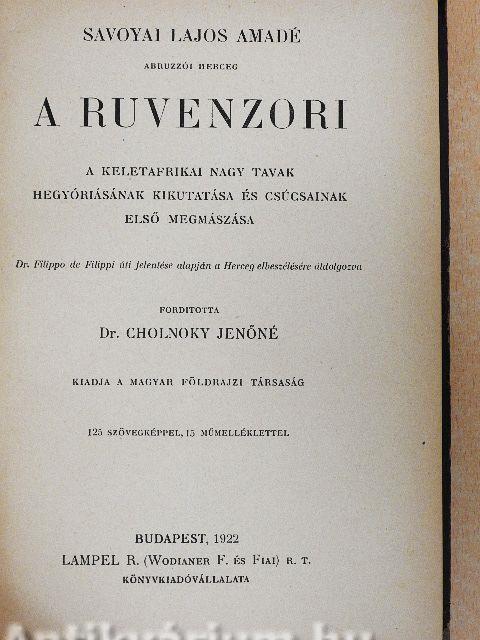 SAVOYAI LAJOS AMADÉ
ABRUZZÓI HERCEG
A RUVENZORI
A KELETAFRIKAI NAGY TAVAK
HEGYÓRIÁSÁNAK KIKUTATÁSA ÉS CSÚCSAINAK
ELSŐ MEGMÁSZÁSA
Dr. Filippo de Filippi úti jelentése alapján a Herceg elbeszélésére átdolgozva
FORDITOTTA
Dr. CHOLNOKY JENŐNÉ
KIADJA A MAGYAR FÖLDRAJZI TÁRSASÁG
125 SZÖVEGKÉPPEL, 15 MŰMELLÉKLETTEL
BUDAPEST, 1922
LAMPEL R. (WODIANER F. ÉS FIAI) R. T.
KÖNYVKIADÓVÁLLALATA
Antikvárium.hu